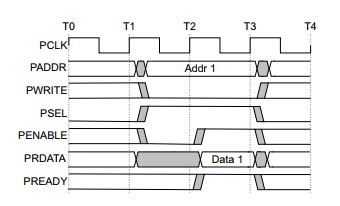 T0 T1 T2 T3 T4
PCLK
PADDR Addr 1
PWRITE
PSEL
PENABLE
PRDATA Data 1
PREADY